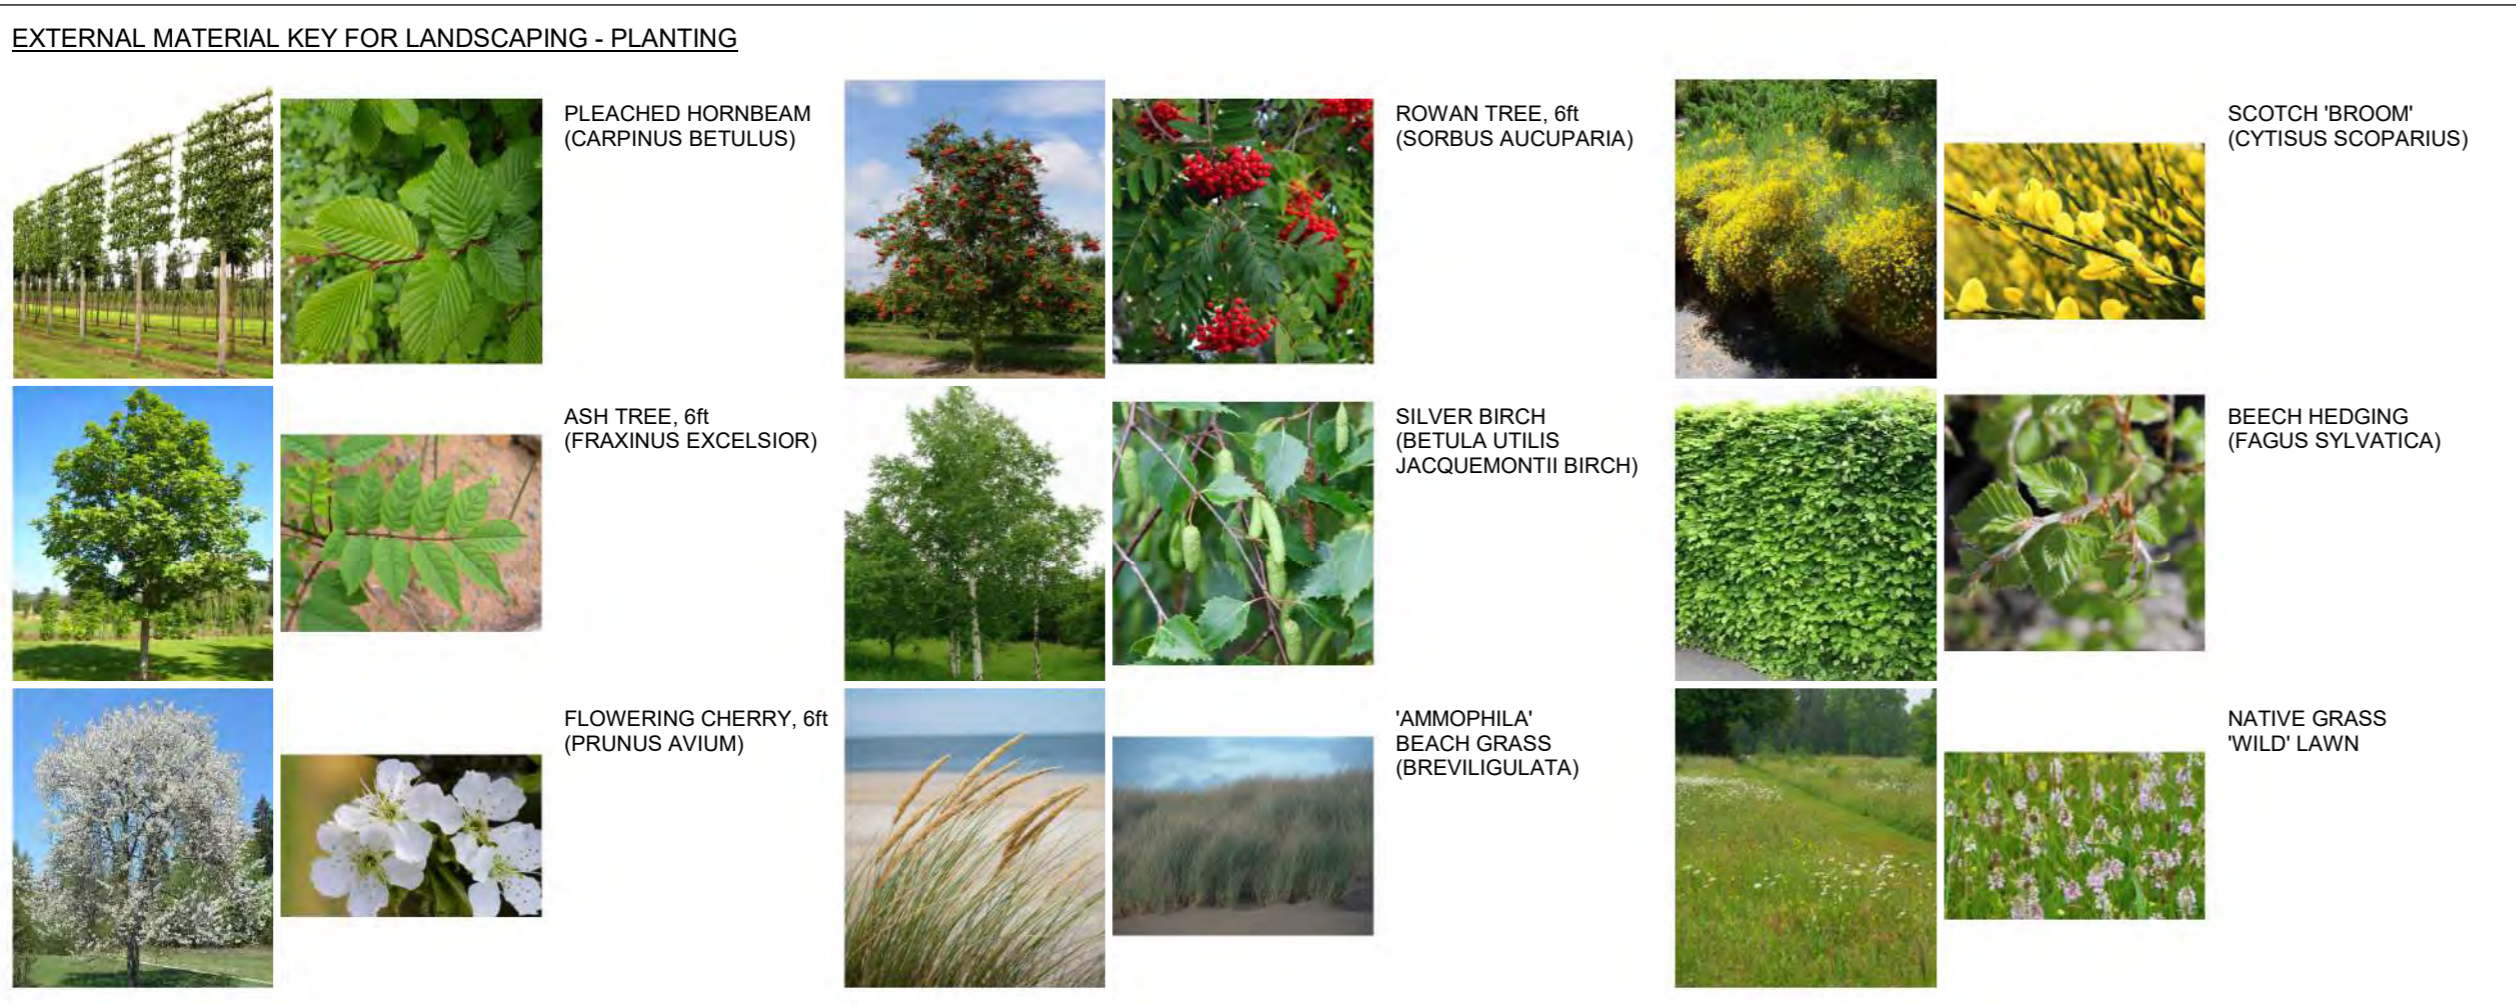 EXTERNAL MATERIAL KEY FOR LANDSCAPING - PLANTING
PLEACHED HORNBEAM
(CARPINUS BETULUS)
ROWAN TREE, 6ft
(SORBUS AUCUPARIA)
SCOTCH 'BROOM'
(CYTISUS SCOPARIUS)
ASH TREE, 6ft
(FRAXINUS EXCELSIOR)
SILVER BIRCH
(BETULA UTILIS
JACQUEMONTII BIRCH)
BEECH HEDGING
(FAGUS SYLVATICA)
FLOWERING CHERRY, 6ft
(PRUNUS AVIUM)
'AMMOPHILA'
BEACH GRASS
(BREVILIGULATA)
NATIVE GRASS
'WILD' LAWN